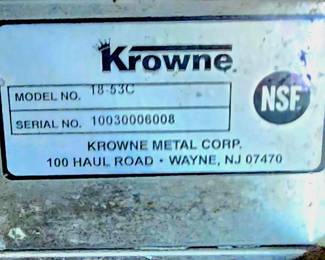 Krowne
MODEL NO. 18-53C
NSF
SERIAL NO. 10030006008
KROWNE METAL CORP.
100 HAUL ROAD • WAYNE, NJ 07470